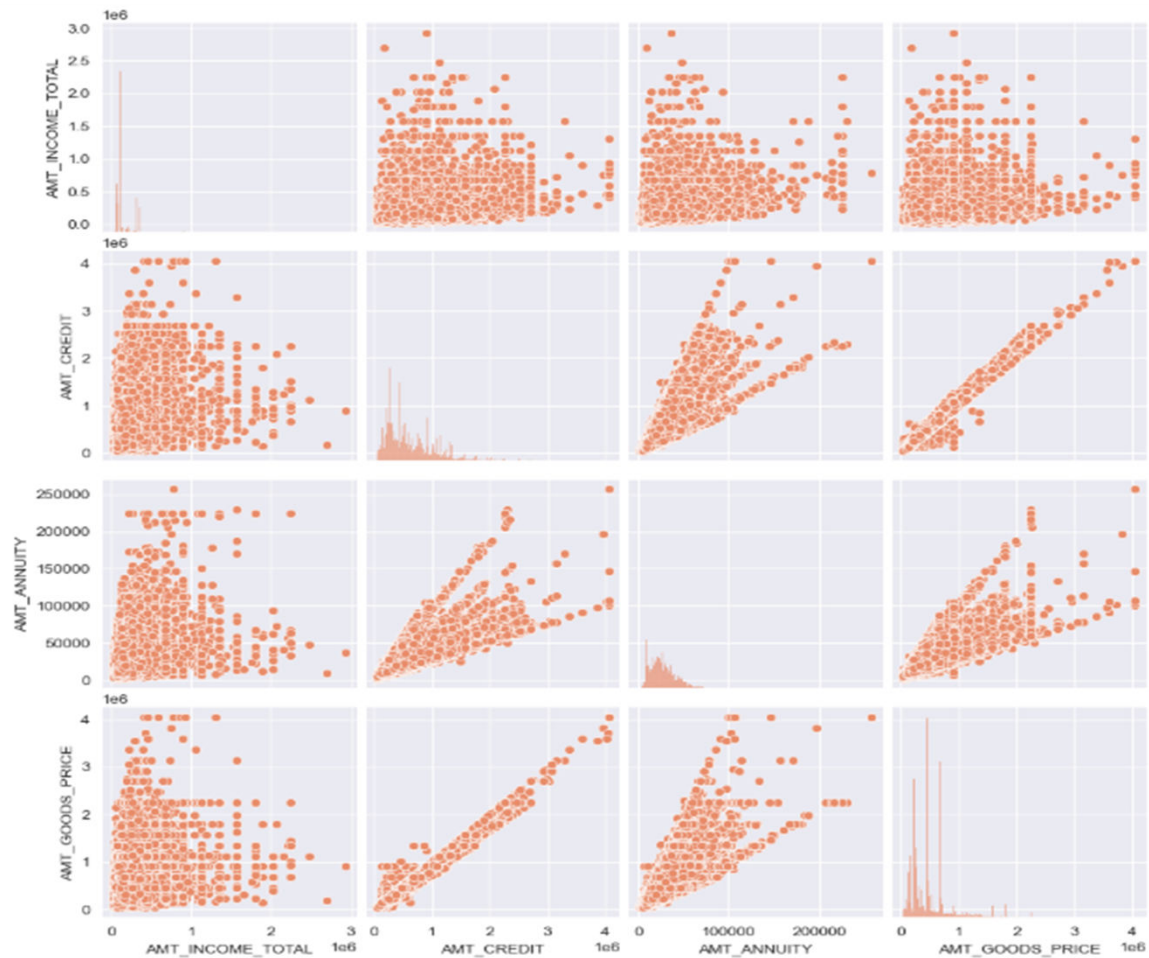 1e6
3.0
2.5
2.0
1.5
1.0
0.5
0.0
AMT_INCOME_TOTAL
1e6
4
3
2
1
0
AMT_CREDIT
250000
200000
150000
100000
50000
0
AMT_ANNUITY
1e6
4
3
2
1
0
AMT_GOODS_PRICE
0 1 2 3 0 1 2 3 4 0 100000 200000 0 1 2 3 4
AMT_INCOME_TOTAL 1e6 AMT_CREDIT 1e6 AMT_ANNUITY AMT_GOODS_PRICE 1e6